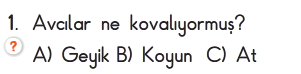 1. Avcılar ne kovalıyormuş?
? A) Geyik B) Koyun C) At